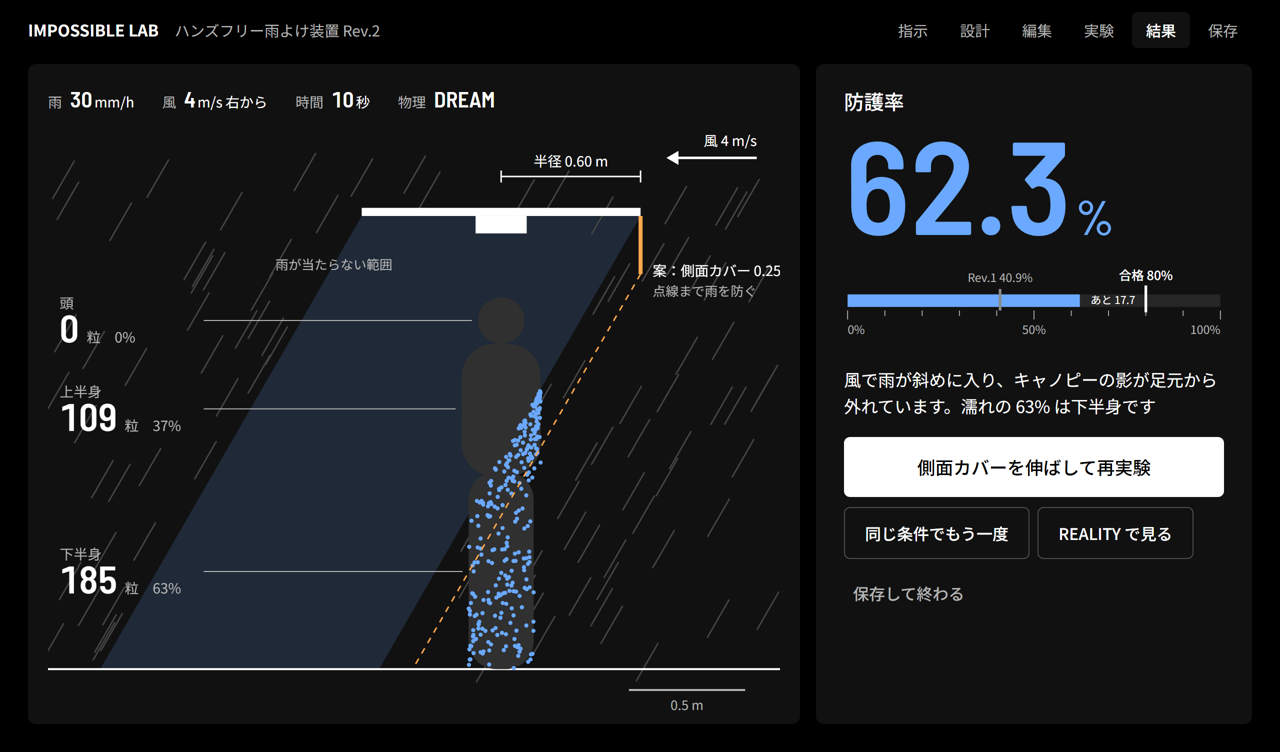 IMPOSSIBLE LAB ハンズフリー雨よけ装置 Rev.2
指示 設計 編集 実験 結果 保存
雨 30 mm/h 風 4 m/s 右から 時間 10 秒 物理 DREAM
風 4 m/s
半径 0.60 m
雨が当たらない範囲
案：側面カバー 0.25
点線まで雨を防ぐ
頭
0 粒 0%
上半身
109 粒 37%
下半身
185 粒 63%
0.5 m
防護率
62.3%
Rev.1 40.9% 合格 80%
あと 17.7
0% 50% 100%
風で雨が斜めに入り、キャノピーの影が足元から
外れています。濡れの 63% は下半身です
側面カバーを伸ばして再実験
同じ条件でもう一度 REALITY で見る
保存して終わる